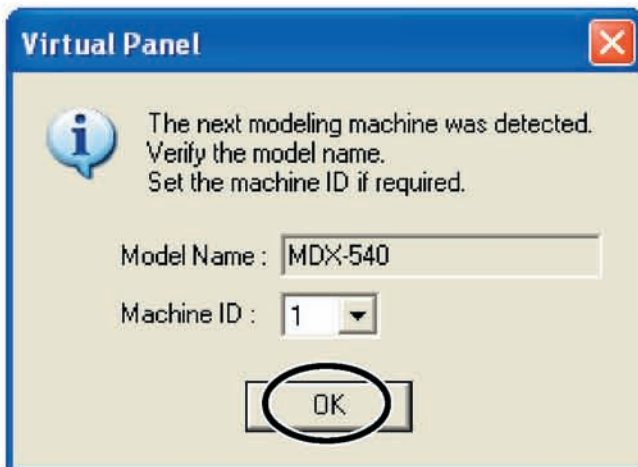 Virtual Panel
The next modeling machine was detected.
Verify the model name.
Set the machine ID if required.
Model Name : MDX-540
Machine ID : 1
OK